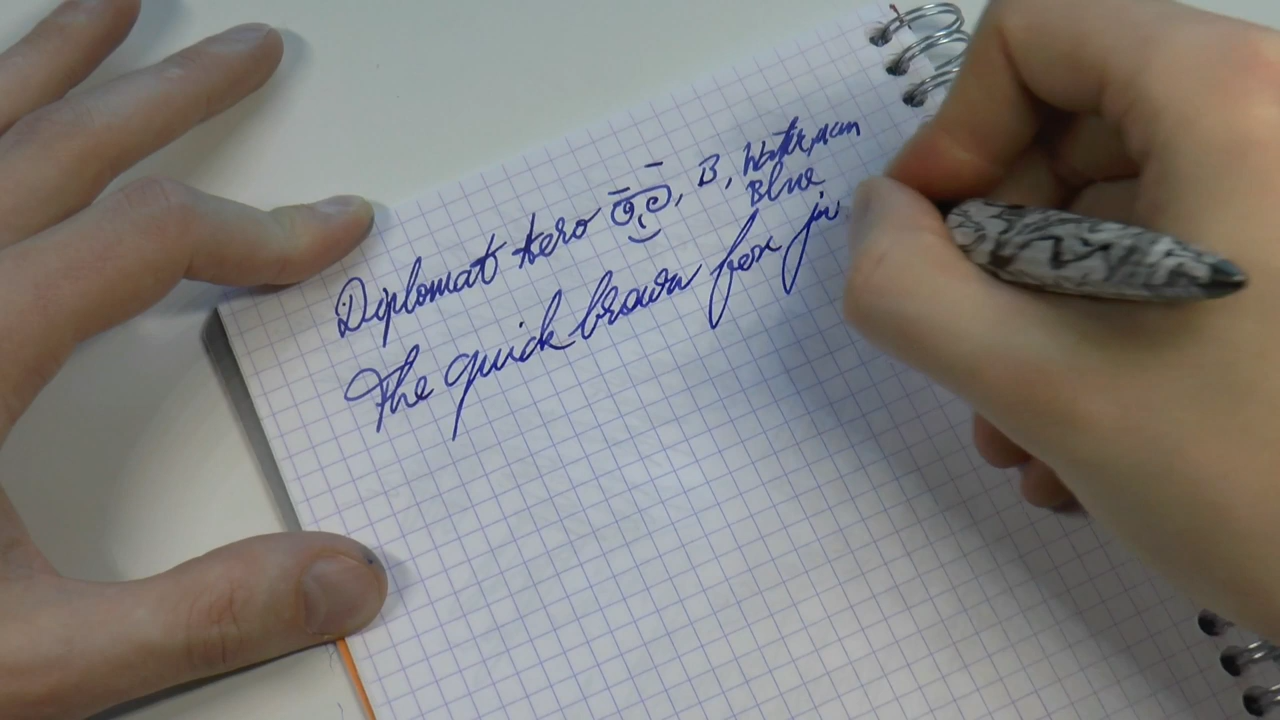 Diplomat Aero, B, Waterman
Blue
The quick brown fox ju